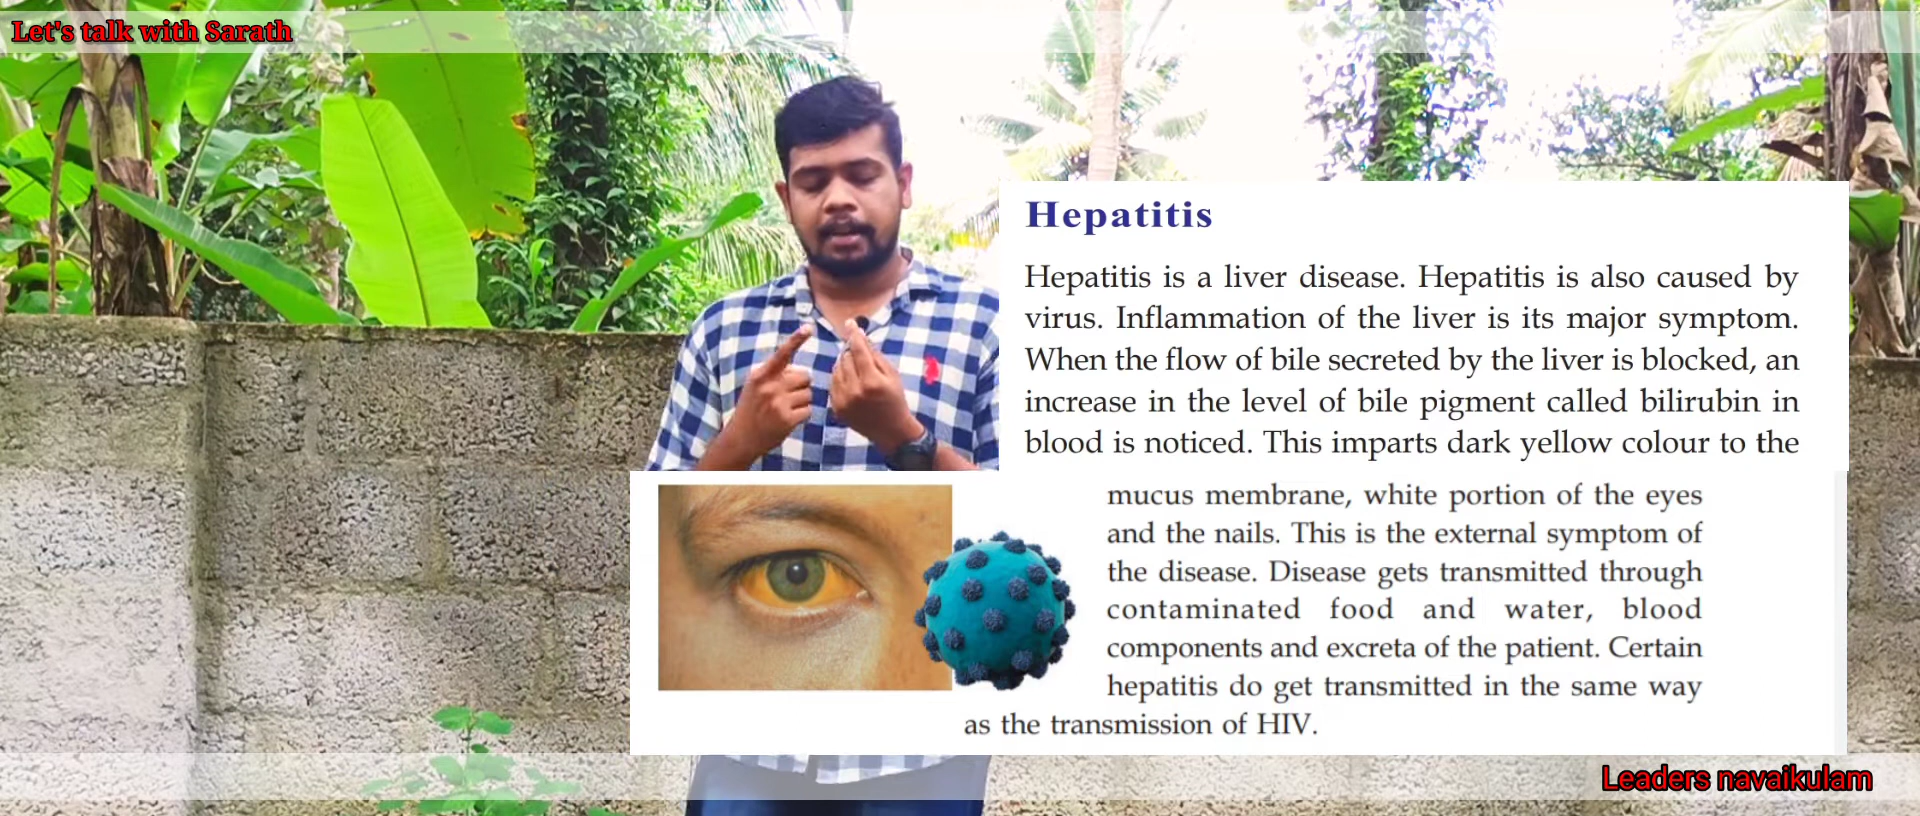 Let's talk with Sarath
Hepatitis
Hepatitis is a liver disease. Hepatitis is also caused by
virus. Inflammation of the liver is its major symptom.
When the flow of bile secreted by the liver is blocked, an
increase in the level of bile pigment called bilirubin in
blood is noticed. This imparts dark yellow colour to the
mucus membrane, white portion of the eyes
and the nails. This is the external symptom of
the disease. Disease gets transmitted through
contaminated food and water, blood
components and excreta of the patient. Certain
hepatitis do get transmitted in the same way
as the transmission of HIV.
Leaders navaikulam